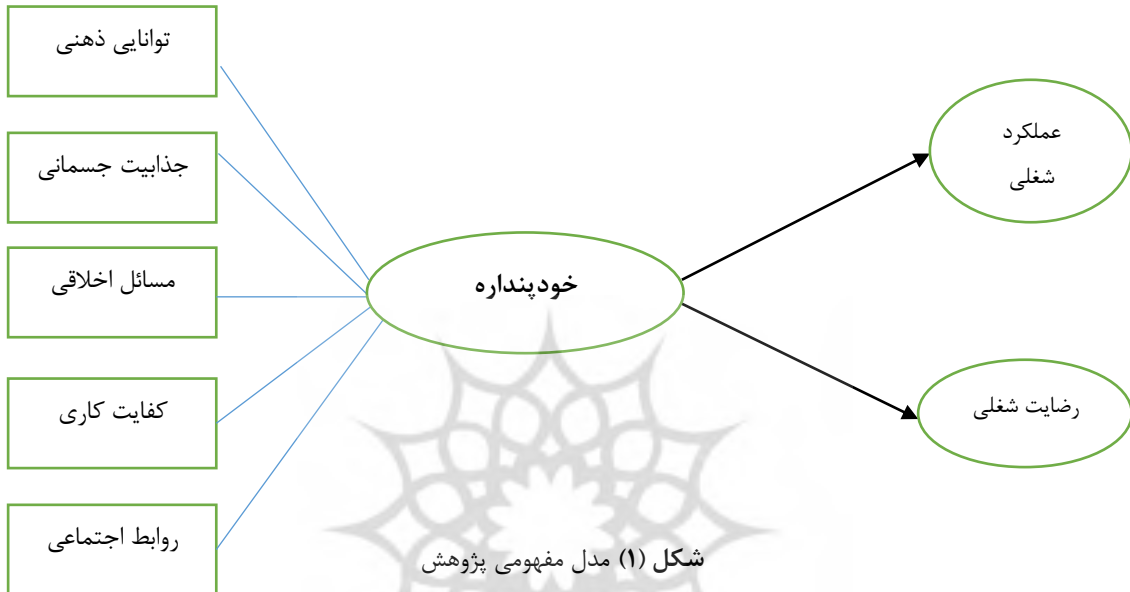 توانایی ذهنی
جذابیت جسمانی
مسائل اخلاقی
کفایت کاری
روابط اجتماعی
خودپنداره
عملکرد
شغلی
رضایت شغلی
شکل (۱) مدل مفهومی پژوهش